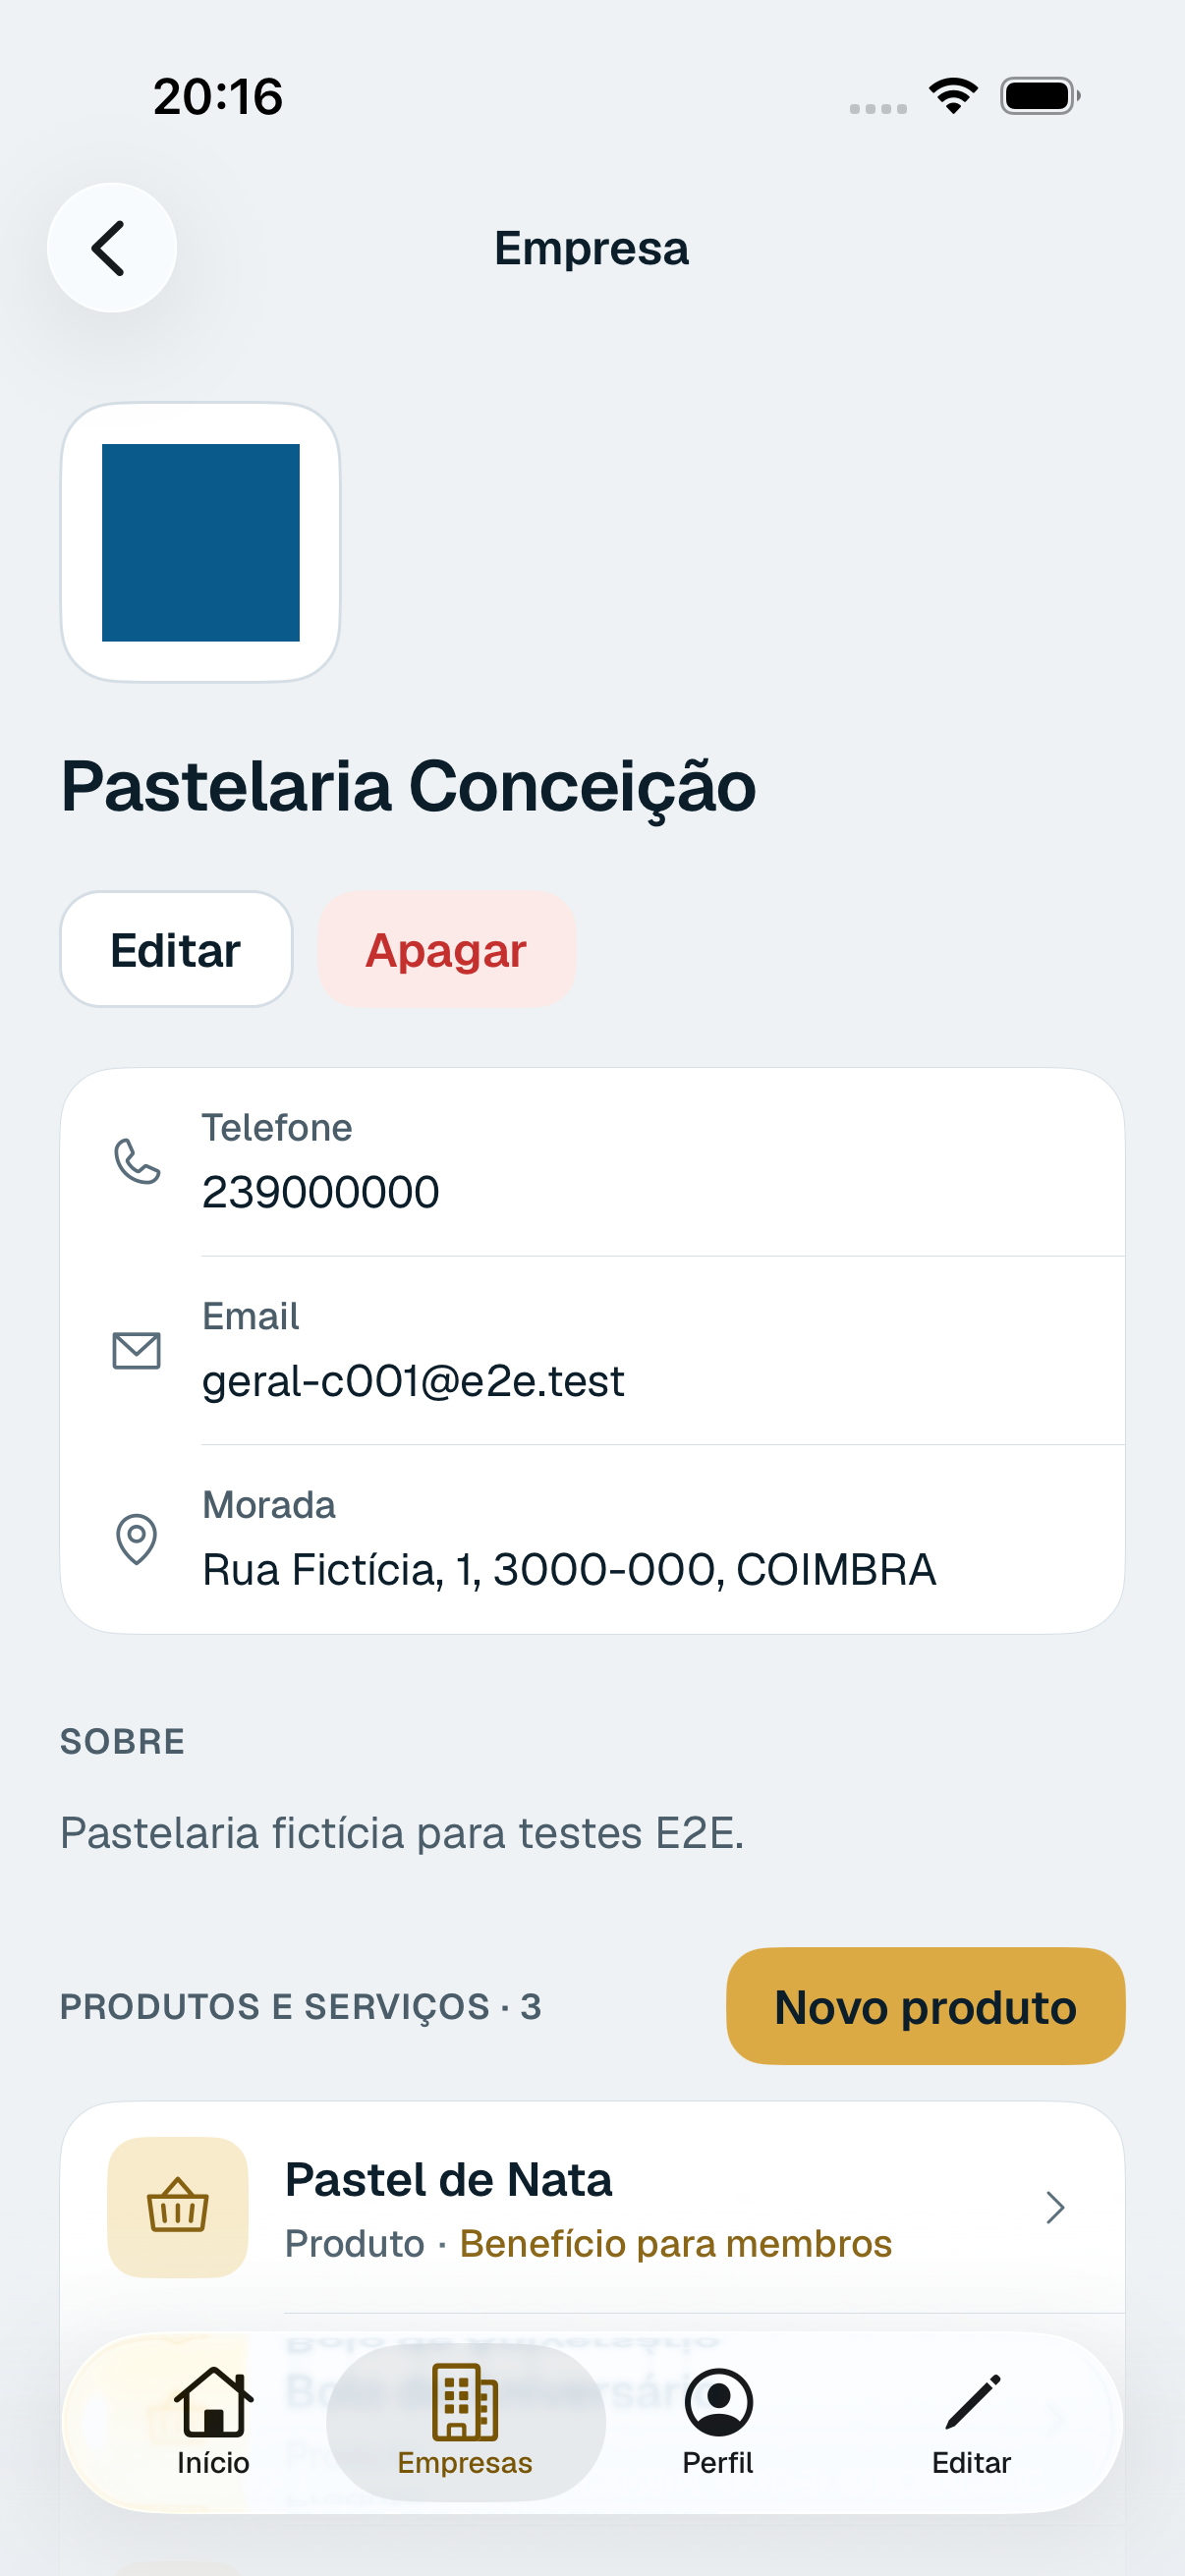 20:16
Empresa
Pastelaria Conceição
Editar
Apagar
Telefone
239000000
Email
geral-c001@e2e.test
Morada
Rua Fictícia, 1, 3000-000, COIMBRA
SOBRE
Pastelaria fictícia para testes E2E.
PRODUTOS E SERVIÇOS · 3
Novo produto
Pastel de Nata
Produto · Benefício para membros
Início
Empresas
Perfil
Editar